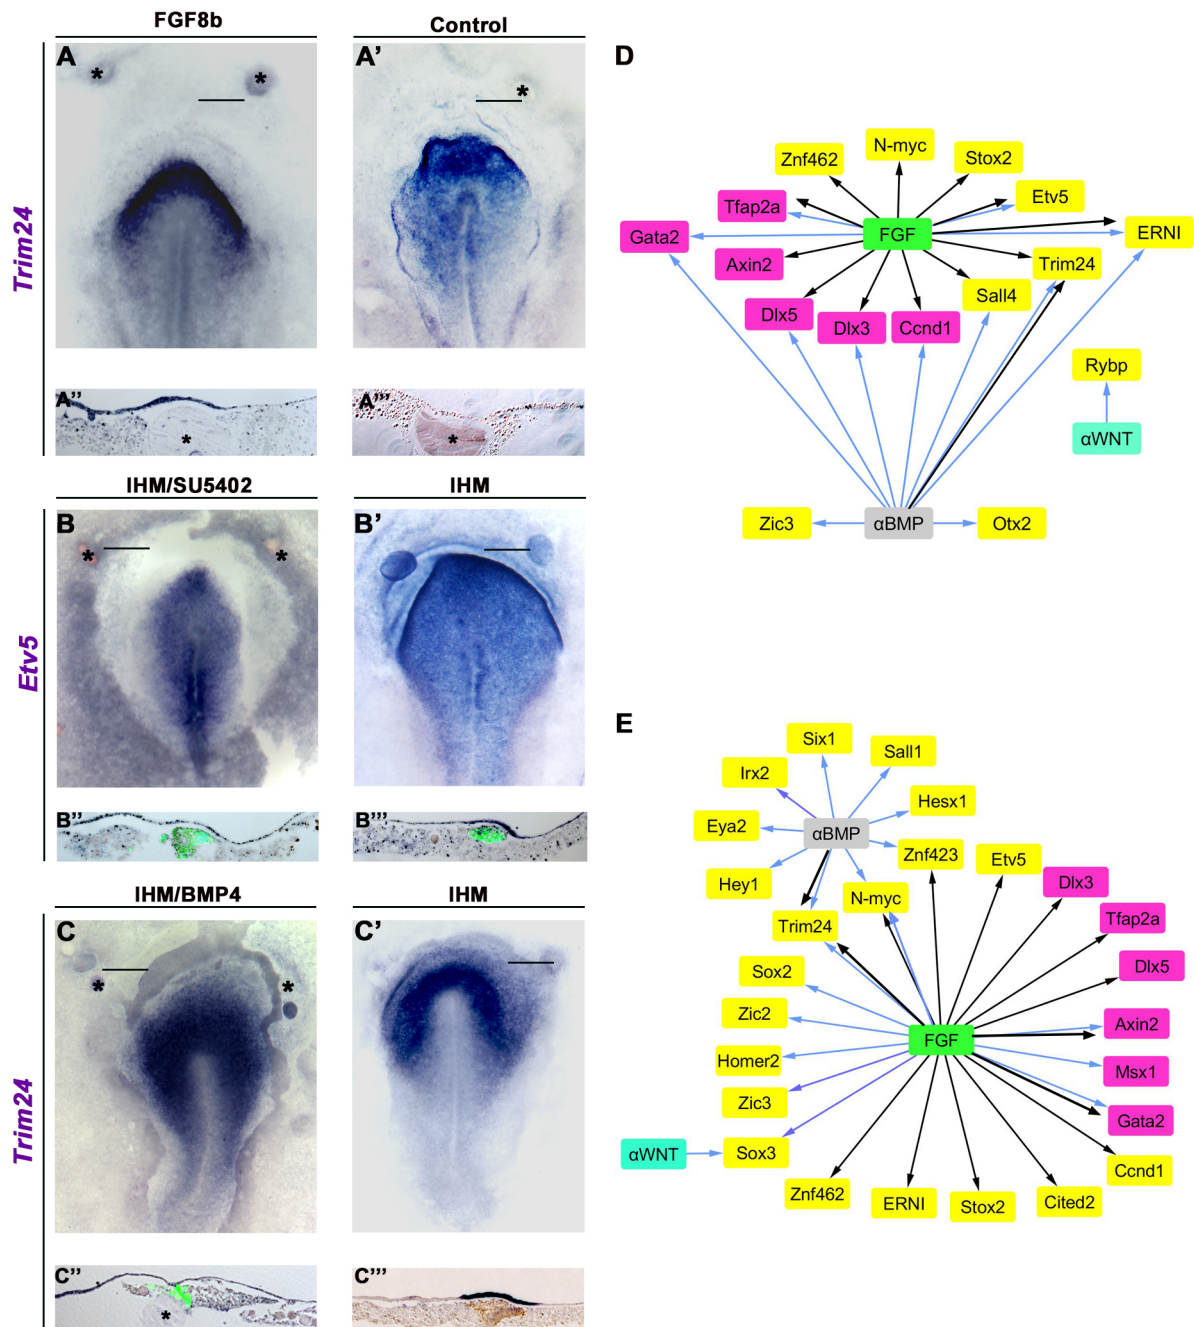 FGF8b
Control
A
*
*
A’
*
Trim24
A’’
*
A’’’
*
IHM/SU5402
IHM
B
*
*
B’
Etv5
B’’
B’’’
IHM/BMP4
IHM
C
*
*
C’
Trim24
C’’
*
C’’’
D
N-myc
Znf462
Stox2
Etv5
Tfap2a
Gata2
FGF
ERNI
Axin2
Trim24
Sall4
Dlx5
Dlx3
Ccnd1
Rybp
αWNT
Zic3
αBMP
Otx2
E
Six1
Sall1
Irx2
Hesx1
Eya2
αBMP
Znf423
Etv5
Hey1
Dlx3
N-myc
Trim24
Tfap2a
Sox2
Dlx5
Zic2
Axin2
FGF
Homer2
Msx1
Zic3
Gata2
αWNT
Sox3
Ccnd1
Znf462
ERNI
Stox2
Cited2